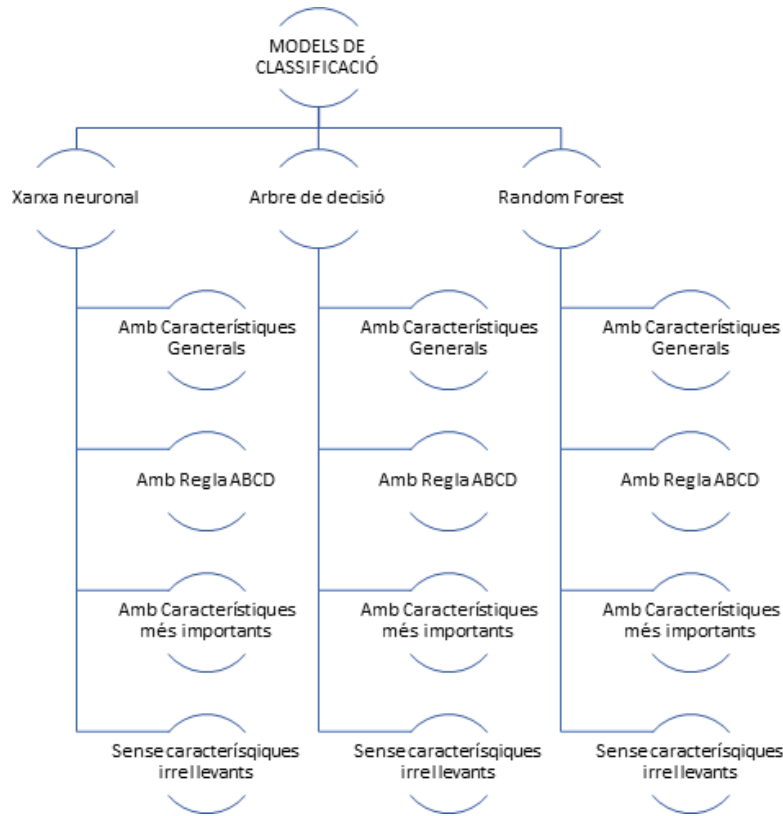 MODELS DE
CLASSIFICACIÓ
Xarxa neuronal
Arbre de decisió
Random Forest
Amb Característiques
Generals
Amb Característiques
Generals
Amb Característiques
Generals
Amb Regla ABCD
Amb Regla ABCD
Amb Regla ABCD
Amb Característiques
més importants
Amb Característiques
més importants
Amb Característiques
més importants
Sense caracterísqiques
irrellevants
Sense caracterísqiques
irrellevants
Sense caracterísqiques
irrellevants